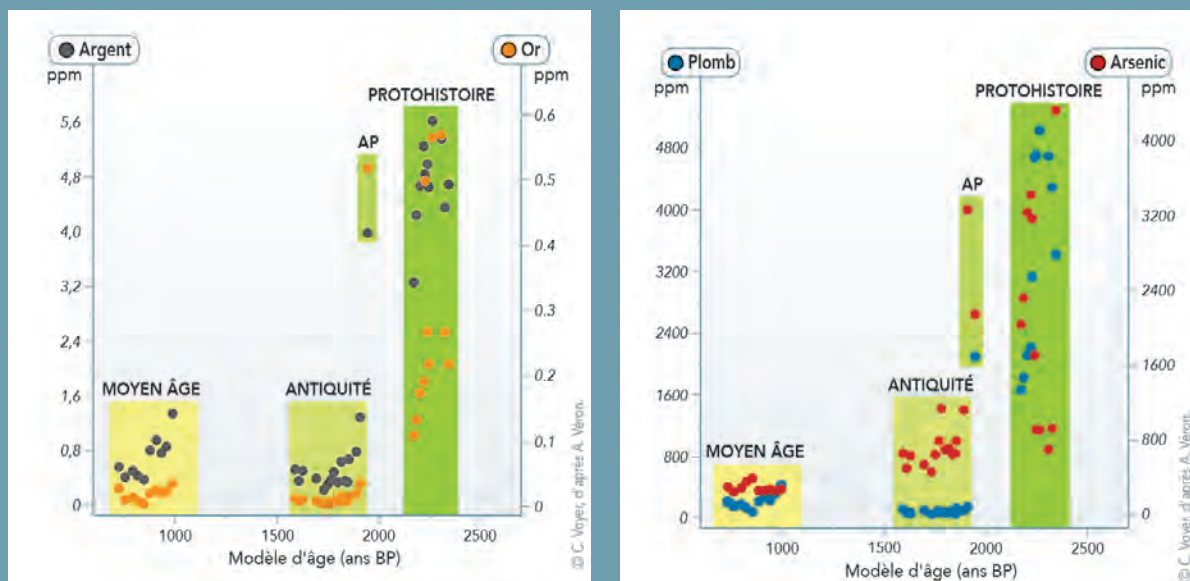 Argent
Or
ppm
ppm
PROTOHISTOIRE
AP
5,6
4,8
4,0
3,2
2,4
1,6
0,8
0
0.6
0.5
0.4
0.3
0.2
0.1
0
MOYEN ÂGE
ANTIQUITÉ
1000
1500
2000
2500
Modèle d'âge (ans BP)
© C. Voyer, d'après A. Véron.
Plomb
Arsenic
ppm
ppm
PROTOHISTOIRE
AP
4800
4000
3200
2400
1600
800
0
4000
3200
2400
1600
800
0
ANTIQUITÉ
MOYEN ÂGE
1000
1500
2000
2500
Modèle d'âge (ans BP)
© C. Voyer, d'après A. Véron.